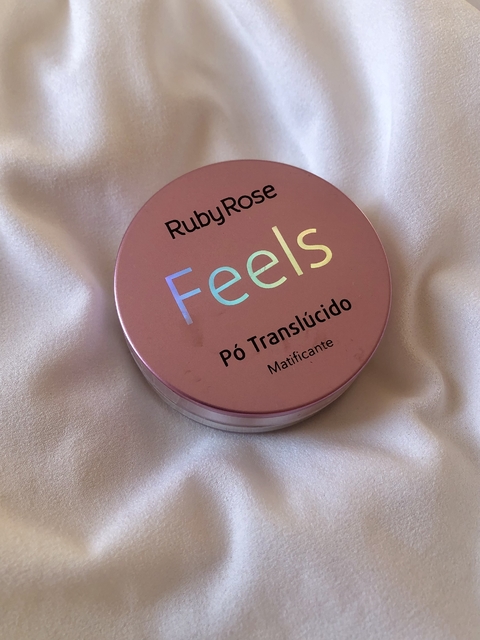 RubyRose
Feels
Pó Translúcido
Matificante